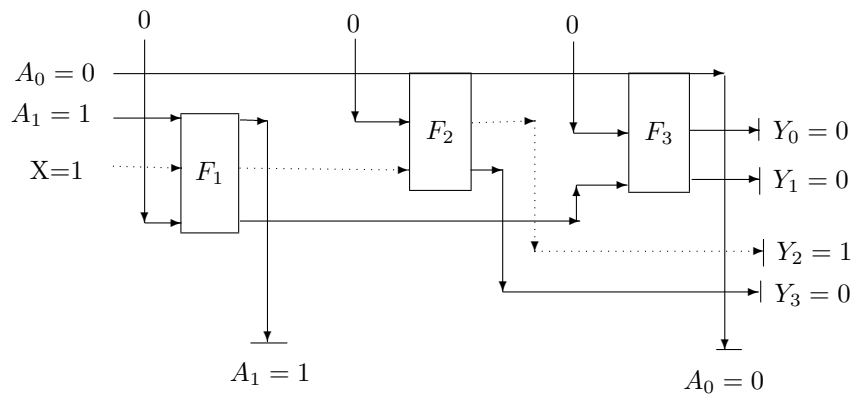 0
0
0
A₀ = 0
A₁ = 1
X=1
F₁
F₂
F₃
Y₀ = 0
Y₁ = 0
Y₂ = 1
Y₃ = 0
A₁ = 1
A₀ = 0